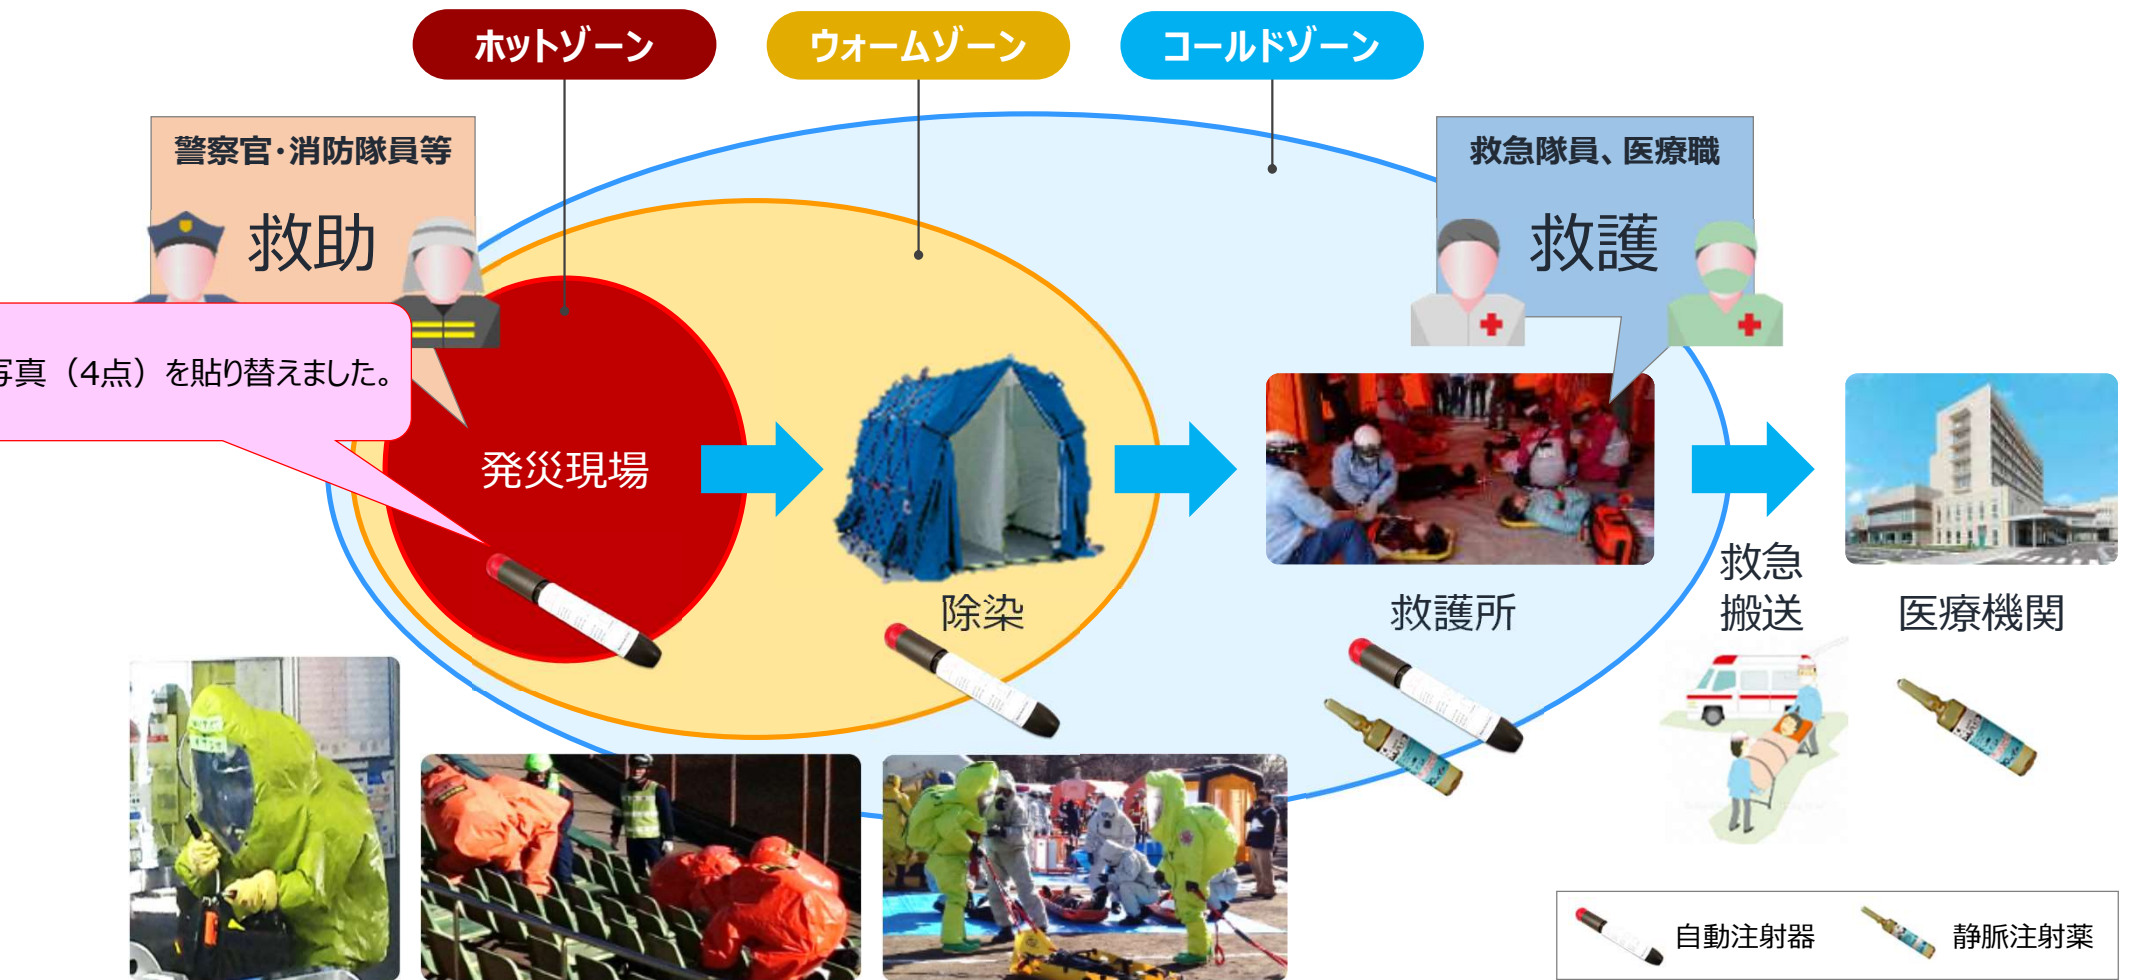 ホットゾーン
ウォームゾーン
コールドゾーン
警察官・消防隊員等
救助
救急隊員、医療職
救護
写真（4点）を貼り替えました。
発災現場
除染
救護所
救急
搬送
医療機関
自動注射器
静脈注射薬